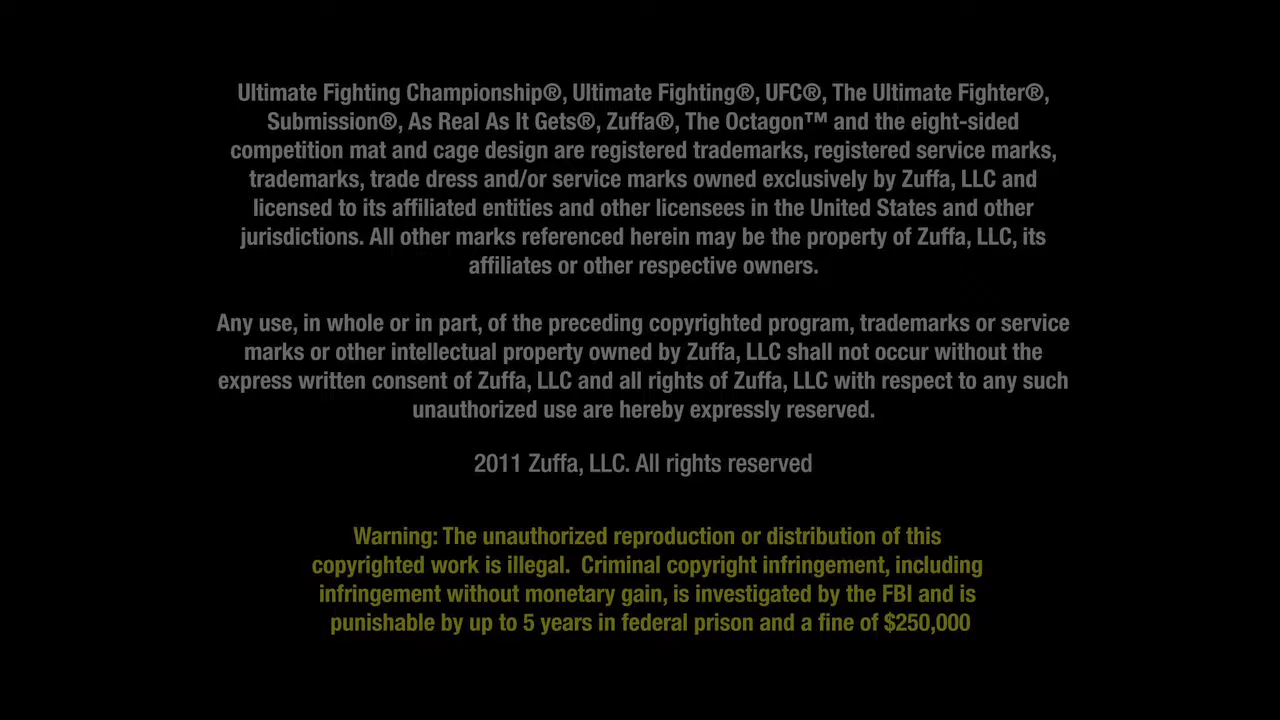 Ultimate Fighting Championship®, Ultimate Fighting®, UFC®, The Ultimate Fighter®,
Submission®, As Real As It Gets®, Zuffa®, The Octagon™ and the eight-sided
competition mat and cage design are registered trademarks, registered service marks,
trademarks, trade dress and/or service marks owned exclusively by Zuffa, LLC and
licensed to its affiliated entities and other licensees in the United States and other
jurisdictions. All other marks referenced herein may be the property of Zuffa, LLC, its
affiliates or other respective owners.
Any use, in whole or in part, of the preceding copyrighted program, trademarks or service
marks or other intellectual property owned by Zuffa, LLC shall not occur without the
express written consent of Zuffa, LLC and all rights of Zuffa, LLC with respect to any such
unauthorized use are hereby expressly reserved.
2011 Zuffa, LLC. All rights reserved
Warning: The unauthorized reproduction or distribution of this
copyrighted work is illegal.  Criminal copyright infringement, including
infringement without monetary gain, is investigated by the FBI and is
punishable by up to 5 years in federal prison and a fine of $250,000